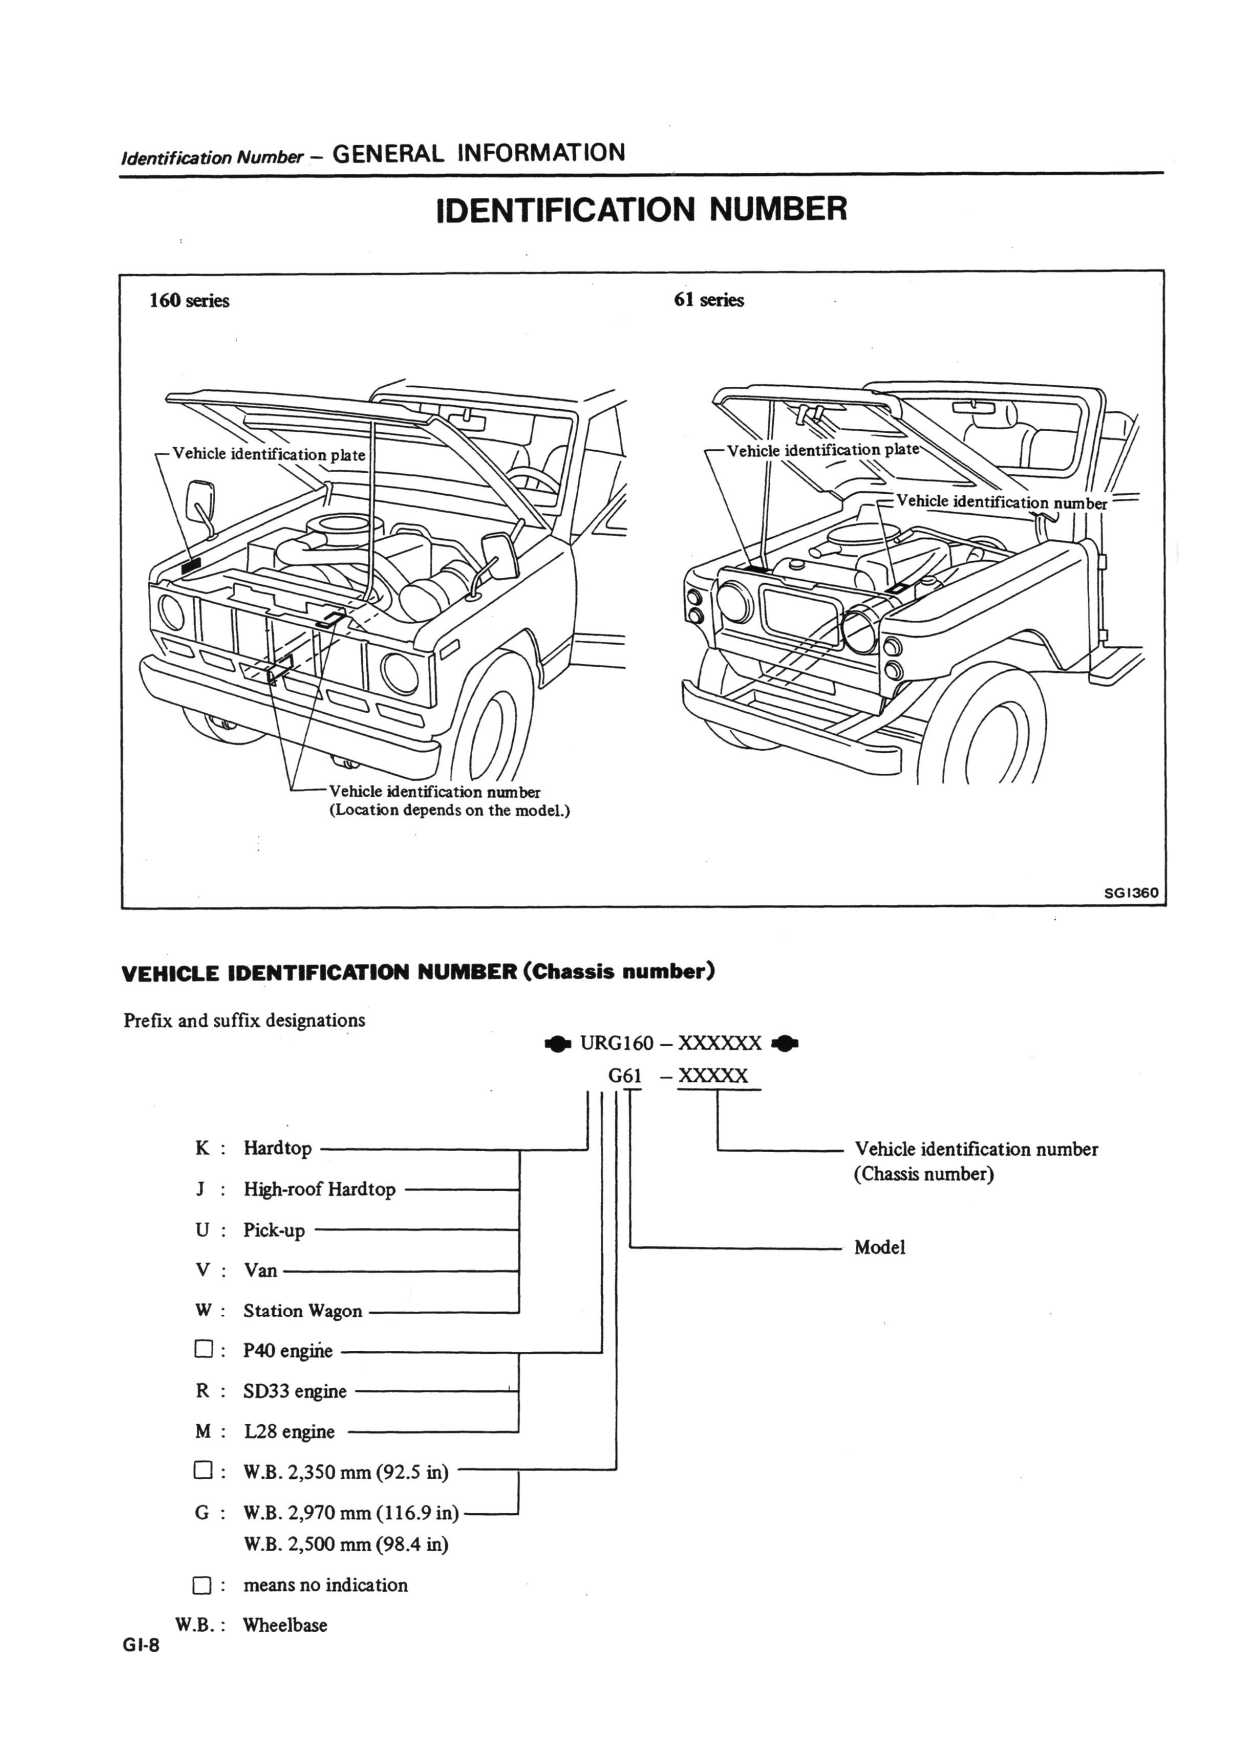 Identification Number — GENERAL INFORMATION
IDENTIFICATION NUMBER
160 series
61 series
Vehicle identification plate
Vehicle identification plate
Vehicle identification number
Vehicle identification number
(Location depends on the model.)
SGI360
VEHICLE IDENTIFICATION NUMBER (Chassis number)
Prefix and suffix designations
URG160 – XXXXXX
G61 – XXXXX
K : Hardtop
Vehicle identification number
(Chassis number)
J : High-roof Hardtop
U : Pick-up
Model
V : Van
W : Station Wagon
□ : P40 engine
R : SD33 engine
M : L28 engine
□ : W.B. 2,350 mm (92.5 in)
G : W.B. 2,970 mm (116.9 in)
W.B. 2,500 mm (98.4 in)
□ : means no indication
W.B. : Wheelbase
GI-8